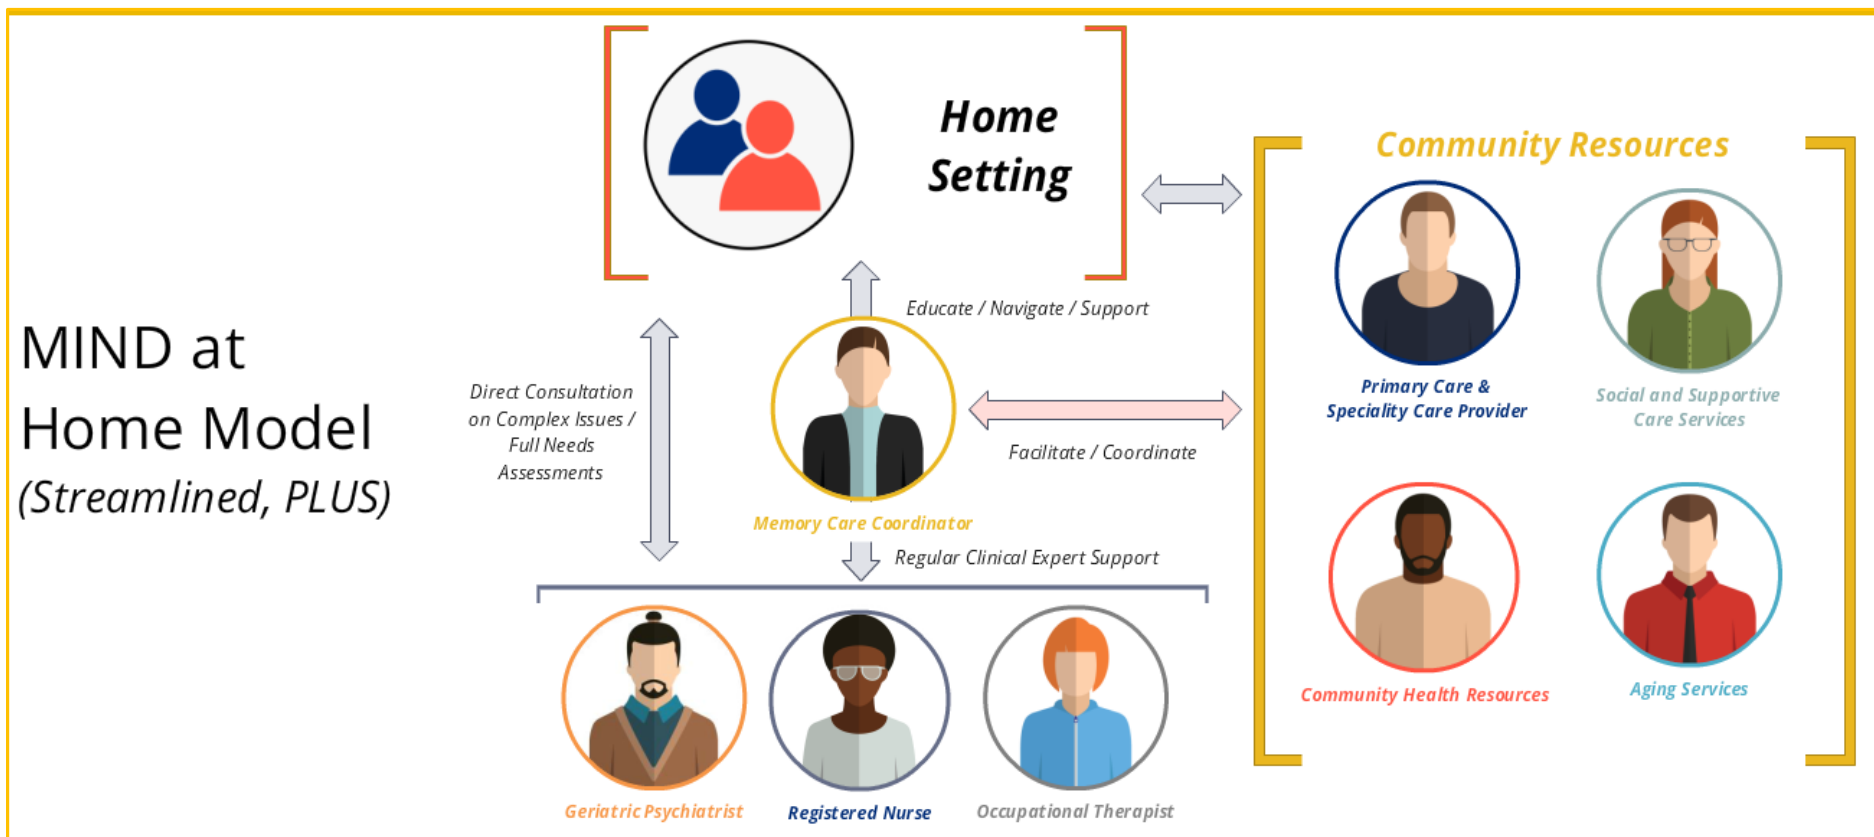 MIND at
Home Model
(Streamlined, PLUS)
Home
Setting
Community Resources
Educate / Navigate / Support
Direct Consultation
on Complex Issues /
Full Needs
Assessments
Facilitate / Coordinate
Memory Care Coordinator
Regular Clinical Expert Support
Primary Care &
Speciality Care Provider
Social and Supportive
Care Services
Community Health Resources
Aging Services
Geriatric Psychiatrist
Registered Nurse
Occupational Therapist